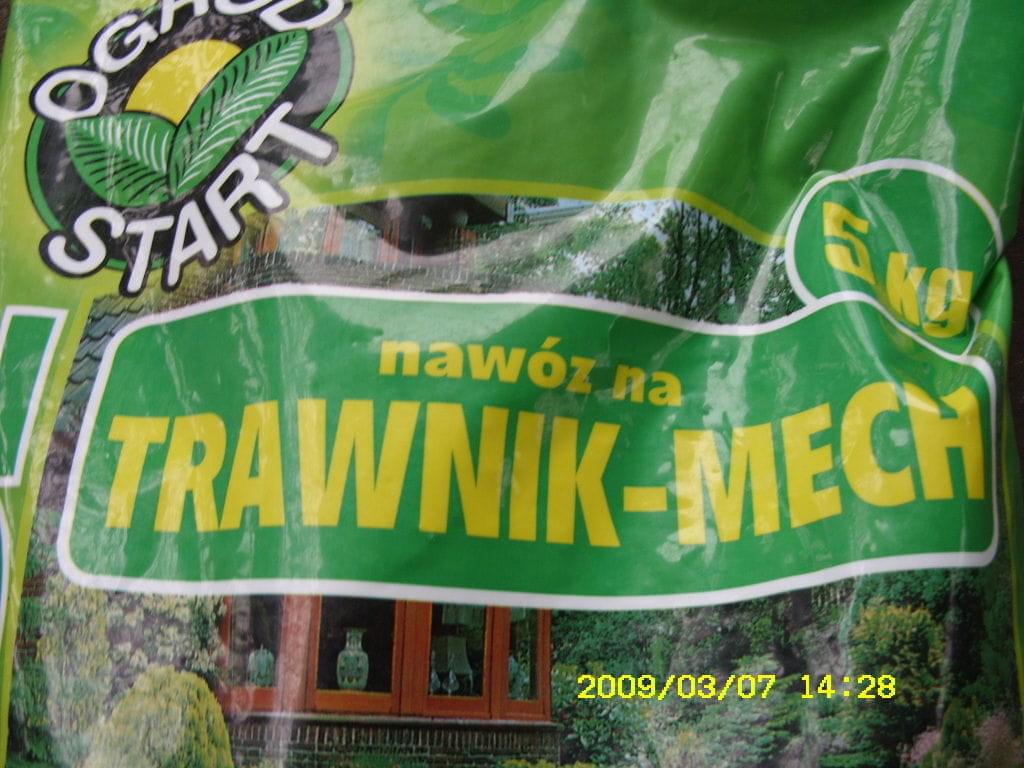 OGRÓD
START
5 kg
nawóz na
TRAWNIK-MECH
2009/03/07 14:28